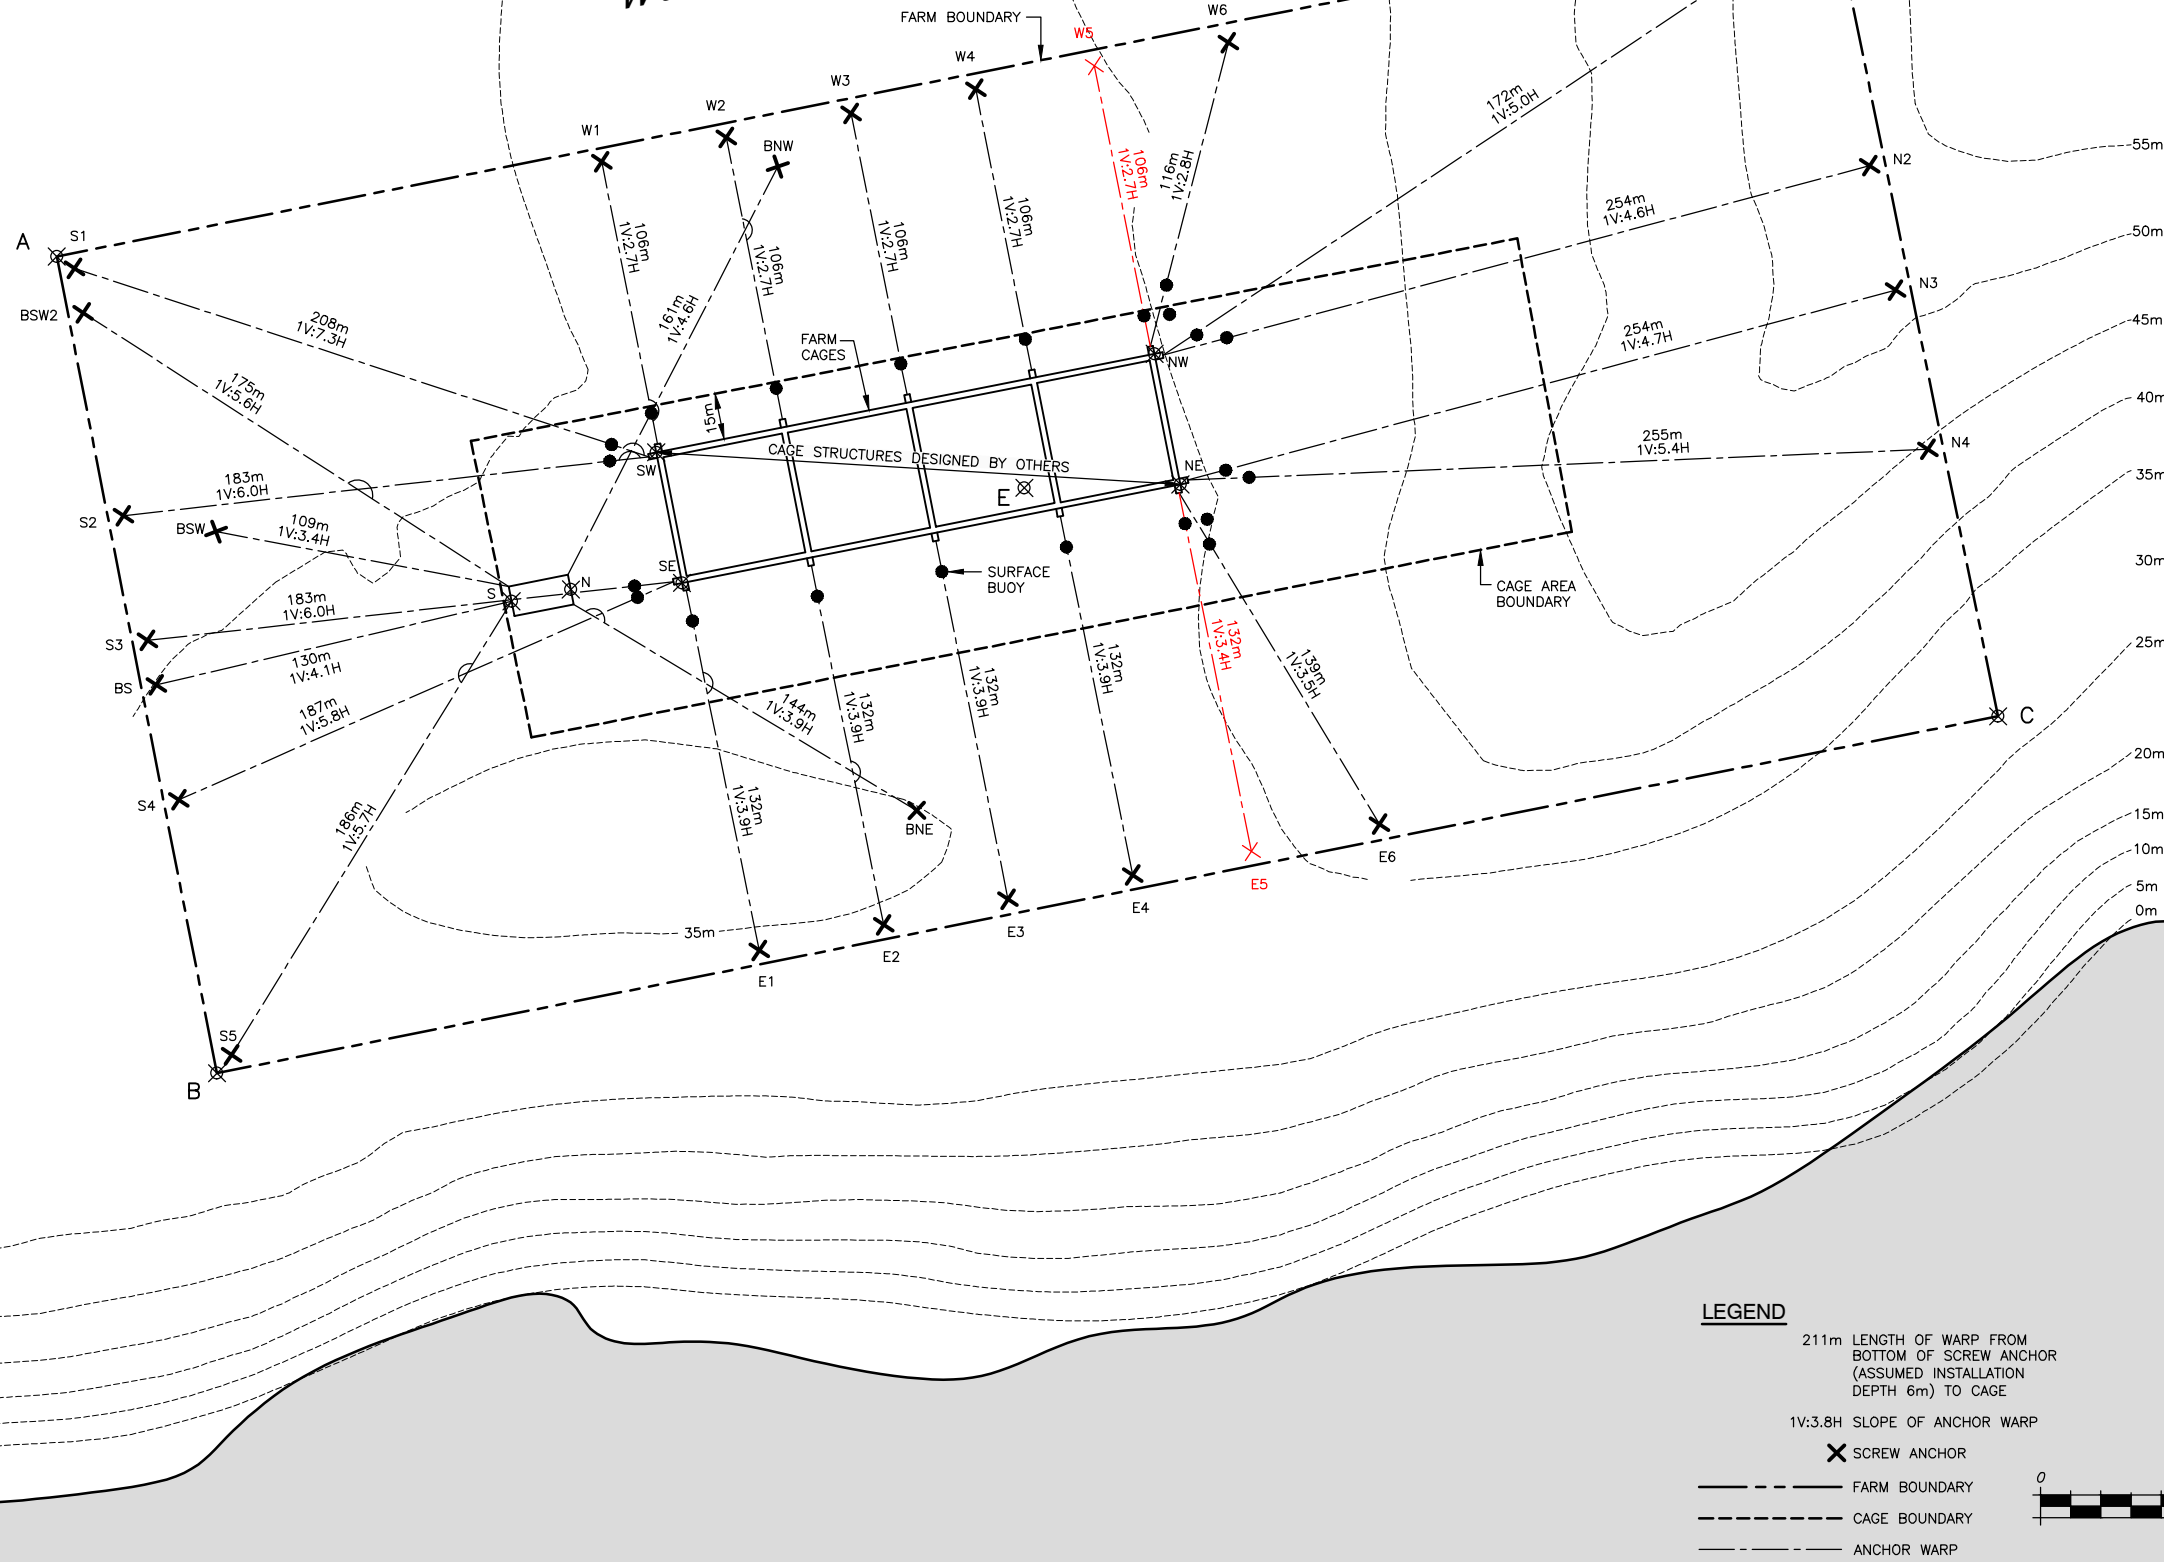 FARM BOUNDARY
W6
W5
W4
W3
W2
W1
BNW
A
S1
BSW2
172m
1V:5.0H
55m
N2
116m
1V:2.8H
106m
1V:2.7H
106m
1V:2.7H
106m
1V:2.7H
106m
1V:2.7H
106m
1V:2.7H
254m
1V:4.6H
50m
N3
208m
1V:7.3H
161m
1V:4.6H
254m
1V:4.7H
45m
FARM
CAGES
NW
175m
1V:5.6H
15m
40m
255m
1V:5.4H
N4
CAGE STRUCTURES DESIGNED BY OTHERS
SW
NE
E
35m
183m
1V:6.0H
S2
BSW
109m
1V:3.4H
30m
SE
SURFACE
BUOY
CAGE AREA
BOUNDARY
S
N
183m
1V:6.0H
S3
130m
1V:4.1H
BS
25m
132m
1V:3.4H
139m
1V:3.5H
132m
1V:3.9H
132m
1V:3.9H
132m
1V:3.9H
132m
1V:3.9H
144m
1V:3.9H
187m
1V:5.8H
C
S4
186m
1V:5.7H
BNE
20m
15m
10m
5m
0m
E6
E5
E4
E3
E2
E1
35m
S5
B
LEGEND
211m LENGTH OF WARP FROM
BOTTOM OF SCREW ANCHOR
(ASSUMED INSTALLATION
DEPTH 6m) TO CAGE
1V:3.8H SLOPE OF ANCHOR WARP
SCREW ANCHOR
FARM BOUNDARY
CAGE BOUNDARY
ANCHOR WARP
0